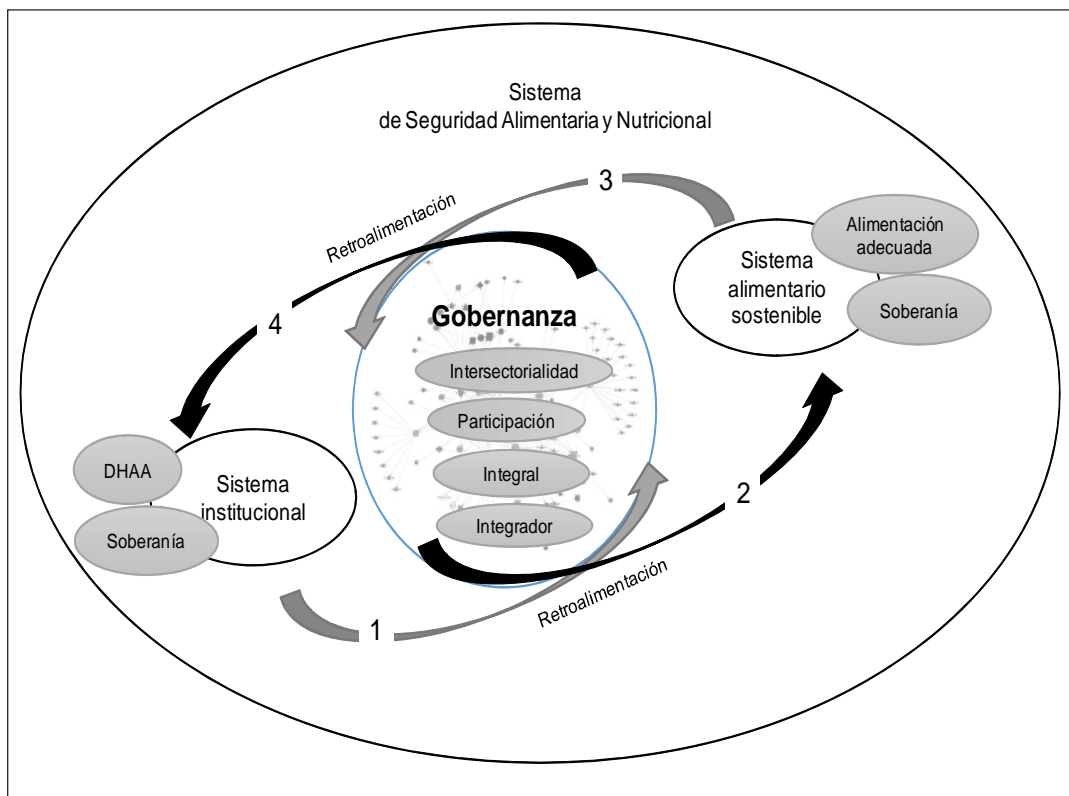 Sistema
de Seguridad Alimentaria y Nutricional
3
Retroalimentación
Alimentación
adecuada
Sistema
alimentario
sostenible
Soberanía
4
Gobernanza
Intersectorialidad
Participación
Integral
Integrador
DHAA
Sistema
institucional
Soberanía
2
Retroalimentación
1